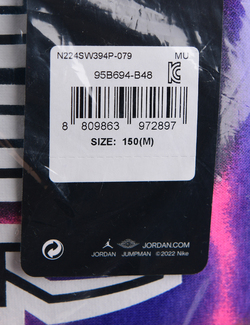 N224SW394P-079 MU
95B694-B48
8 809863 972897
SIZE: 150(M)
JORDAN.COM
JORDAN JUMPMAN ©2022 Nike